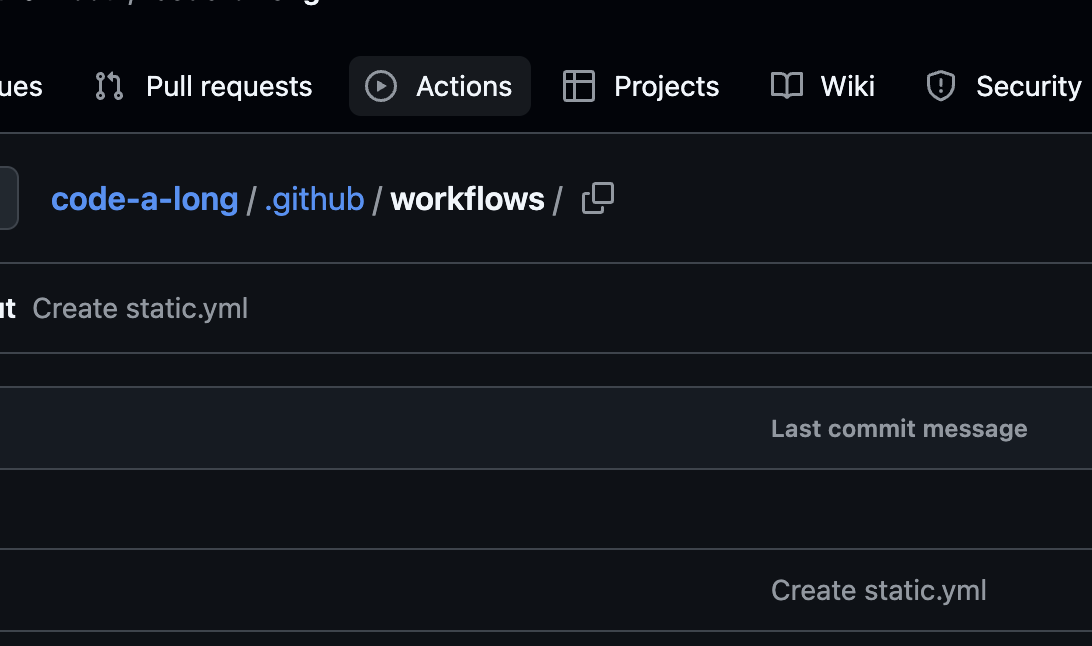 ues Pull requests Actions Projects Wiki Security
code-a-long / .github / workflows /
ut Create static.yml
Last commit message
Create static.yml